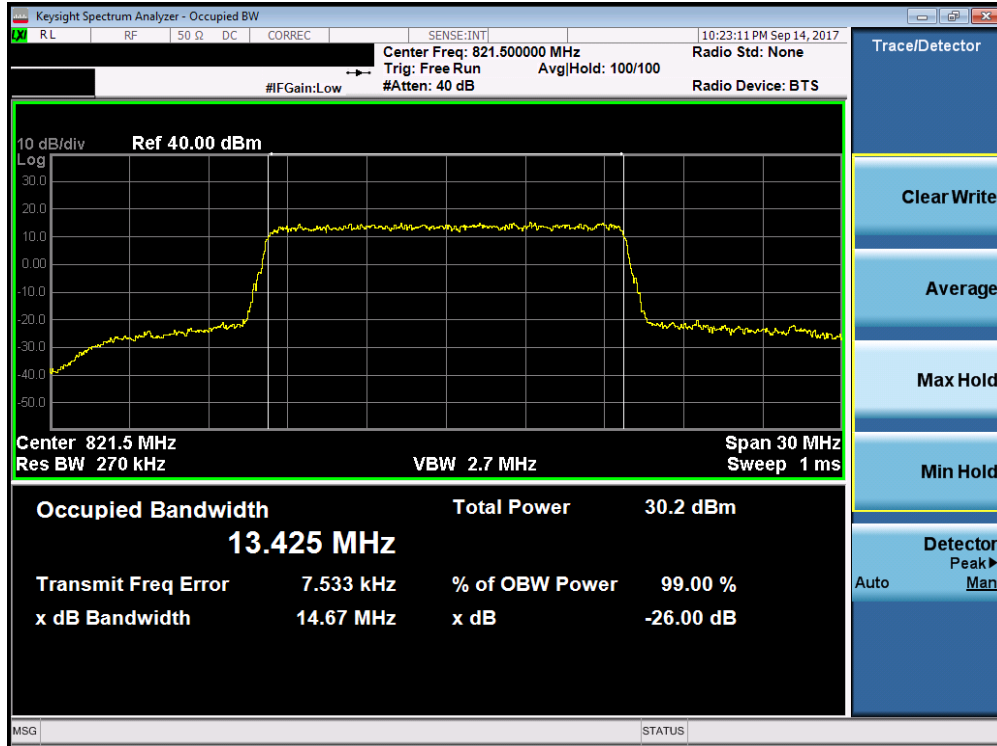 Keysight Spectrum Analyzer - Occupied BW
LXI RL RF 50 Ω DC CORREC SENSE:INT 10:23:11 PM Sep 14, 2017
Center Freq: 821.500000 MHz Radio Std: None
Trig: Free Run Avg|Hold: 100/100
#IFGain:Low #Atten: 40 dB Radio Device: BTS
10 dB/div Ref 40.00 dBm
Log
30.0
20.0
10.0
0.00
-10.0
-20.0
-30.0
-40.0
-50.0
Center 821.5 MHz Span 30 MHz
Res BW 270 kHz VBW 2.7 MHz Sweep 1 ms
Occupied Bandwidth Total Power 30.2 dBm
13.425 MHz
Transmit Freq Error 7.533 kHz % of OBW Power 99.00 %
x dB Bandwidth 14.67 MHz x dB -26.00 dB
MSG STATUS
Trace/Detector
Clear Write
Average
Max Hold
Min Hold
Detector
Peak▶
Auto Man